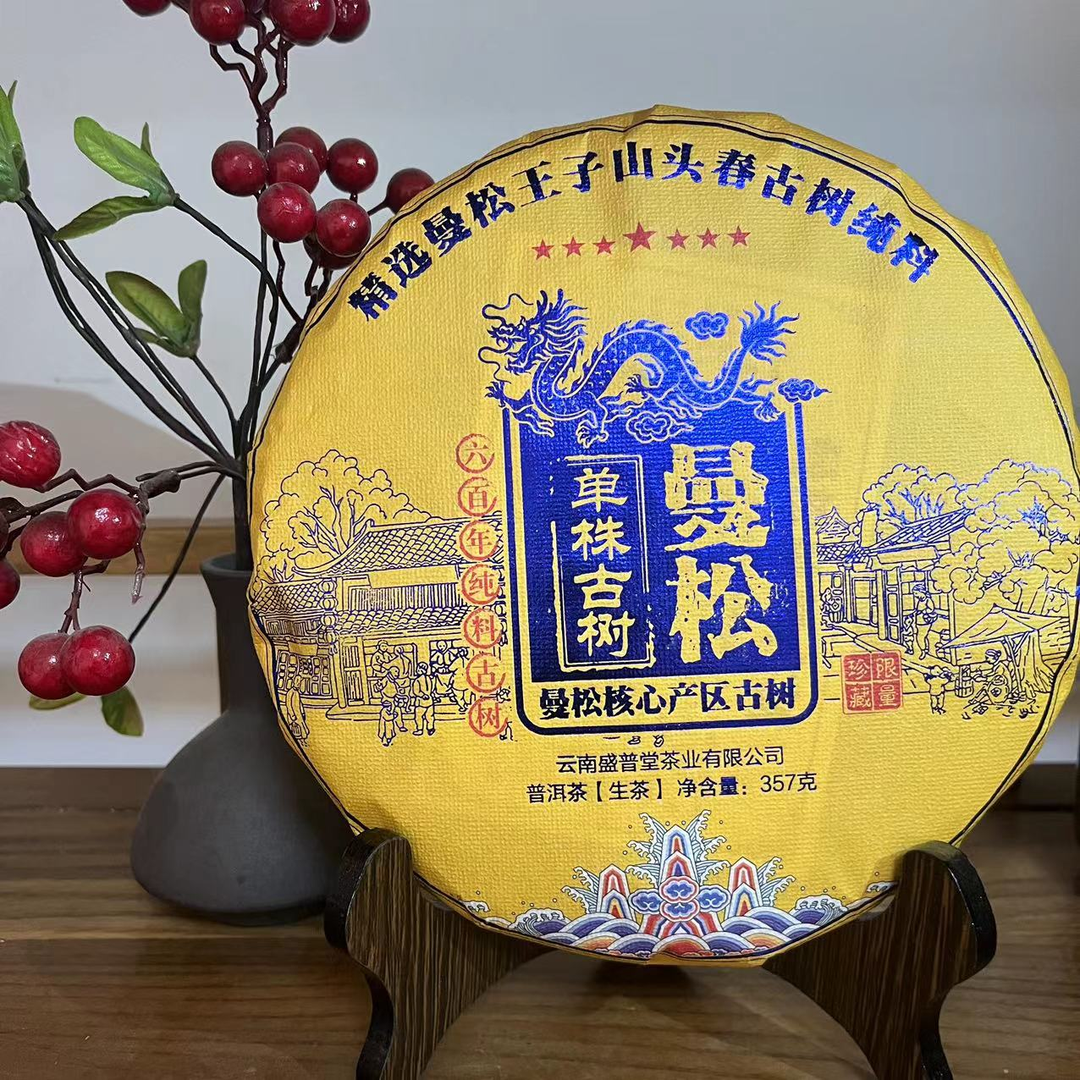 精选曼松王子山头春古树纯料
曼松
单株古树
六百年纯料古树
限量
珍藏
曼松核心产区古树
云南盛普堂茶业有限公司
普洱茶【生茶】 净含量：357克